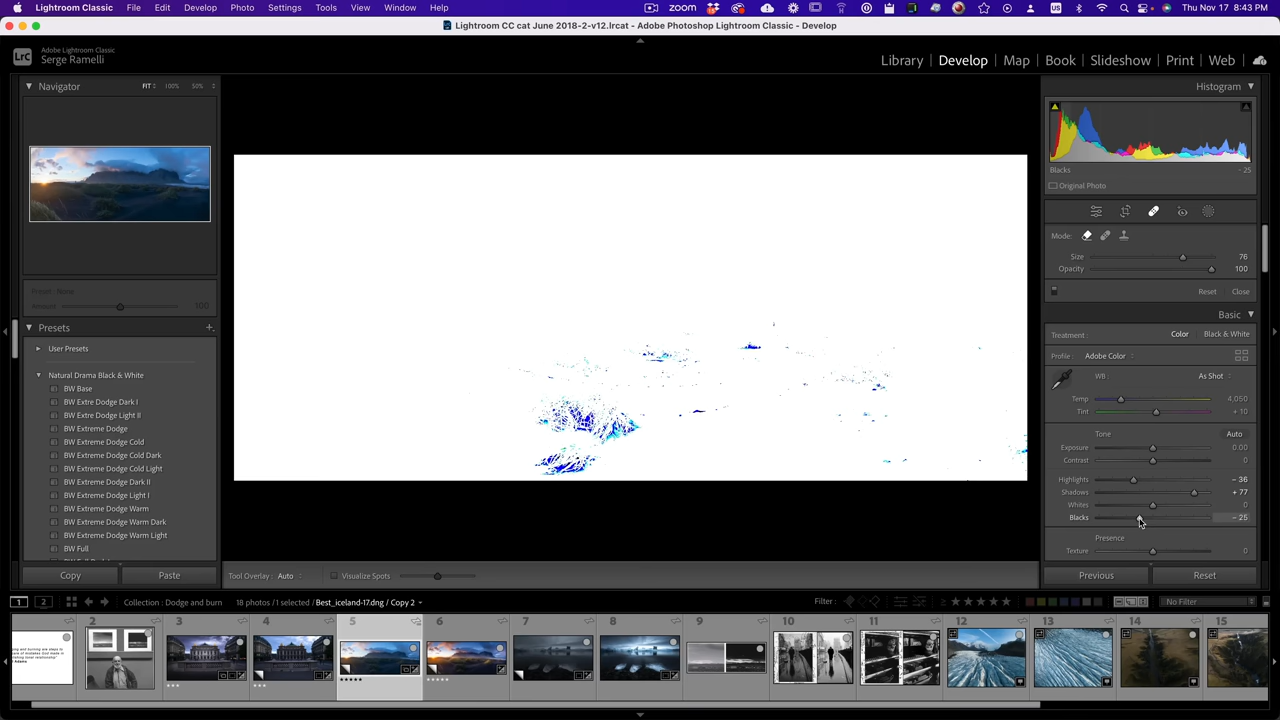 Lightroom Classic File Edit Develop Photo Settings Tools View Window Help zoom Thu Nov 17 8:43 PM
Lightroom CC cat June 2018-2-v12.lrcat - Adobe Photoshop Lightroom Classic - Develop
LrC Adobe Lightroom Classic
Serge Ramelli
Library | Develop | Map | Book | Slideshow | Print | Web
Navigator FIT 100% 50%
Preset: None
Amount 100
Presets +
User Presets
Natural Drama Black & White
BW Base
BW Extre Dodge Dark I
BW Extre Dodge Light II
BW Extreme Dodge
BW Extreme Dodge Cold
BW Extreme Dodge Cold Dark
BW Extreme Dodge Cold Light
BW Extreme Dodge Dark II
BW Extreme Dodge Light I
BW Extreme Dodge Warm
BW Extreme Dodge Warm Dark
BW Extreme Dodge Warm Light
BW Full
Copy Paste
Tool Overlay: Auto Visualize Spots
Histogram
Blacks - 25
Original Photo
Mode:
Size 76
Opacity 100
Reset Close
Basic
Treatment: Color Black & White
Profile: Adobe Color
WB: As Shot
Temp 4,050
Tint + 10
Tone Auto
Exposure 0.00
Contrast 0
Highlights - 36
Shadows + 77
Whites 0
Blacks - 25
Presence
Texture 0
Previous Reset
1 2 Collection : Dodge and burn 18 photos / 1 selected / Best_iceland-17.dng / Copy 2 Filter : No Filter
2 3 4 5 6 7 8 9 10 11 12 13 14 15